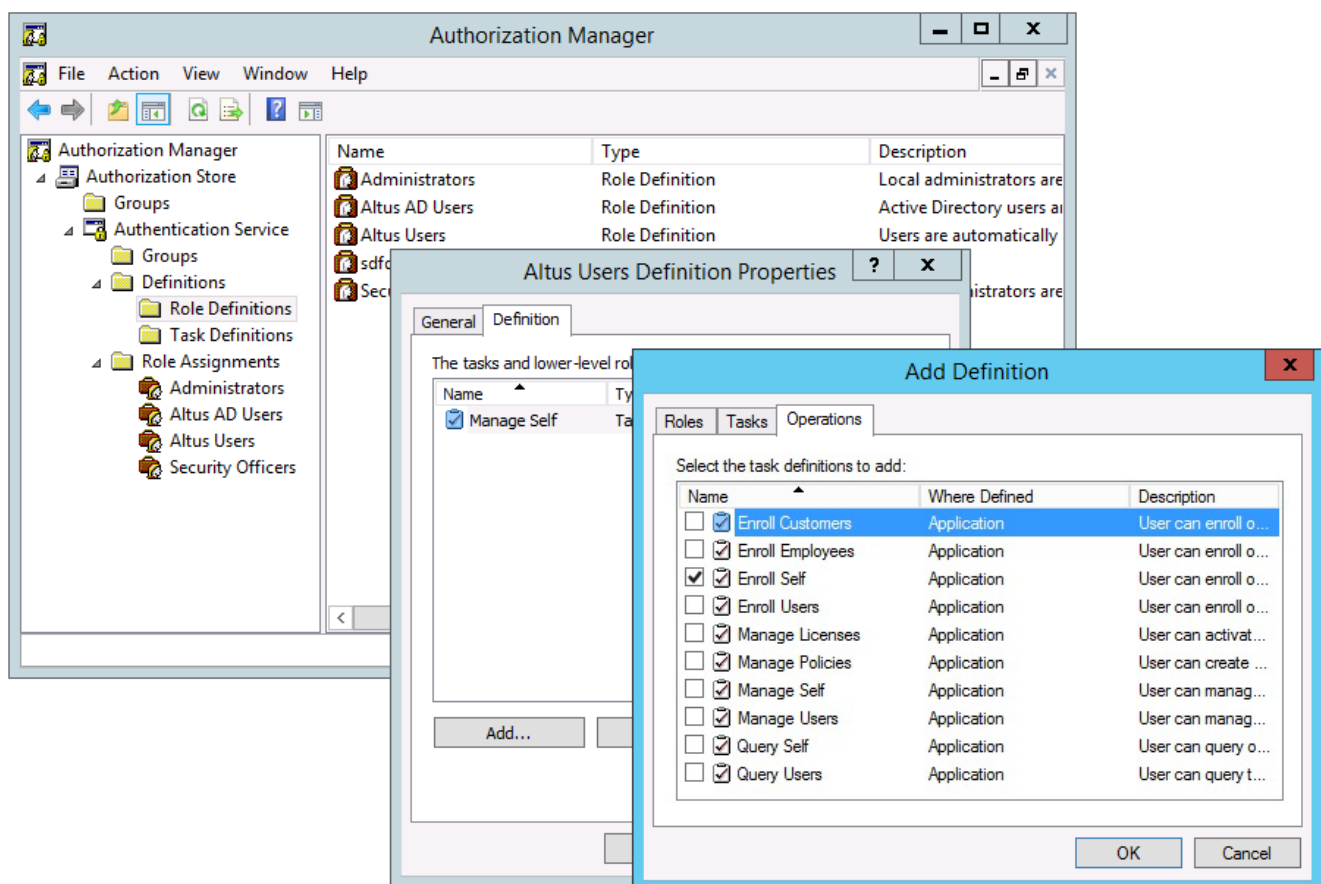 Authorization Manager
File Action View Window Help
Authorization Manager
Authorization Store
Groups
Authentication Service
Groups
Definitions
Role Definitions
Task Definitions
Role Assignments
Administrators
Altus AD Users
Altus Users
Security Officers
Name Type Description
Administrators Role Definition Local administrators are
Altus AD Users Role Definition Active Directory users
Altus Users Role Definition Users are automatically
Altus Users Definition Properties ? x
General Definition
The tasks and lower-level
Name
Manage Self
Add...
Add Definition x
Roles Tasks Operations
Select the task definitions to add:
Name Where Defined Description
Enroll Customers Application User can enroll o...
Enroll Employees Application User can enroll o...
Enroll Self Application User can enroll o...
Enroll Users Application User can enroll o...
Manage Licenses Application User can activat...
Manage Policies Application User can create ...
Manage Self Application User can manag...
Manage Users Application User can manag...
Query Self Application User can query o...
Query Users Application User can query t...
OK Cancel